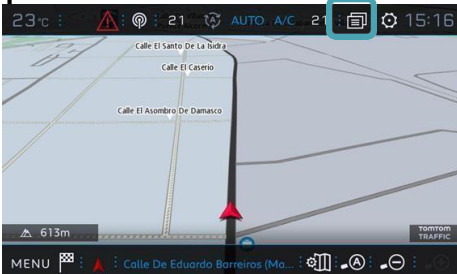 23°C 21 AUTO A/C 21 15:16
Calle El Santo De La Isidra
Calle El Caserio
Calle El Asombro De Damasco
613m
TOMTOM
TRAFFIC
MENU Calle De Eduardo Barreiros (Ma... A